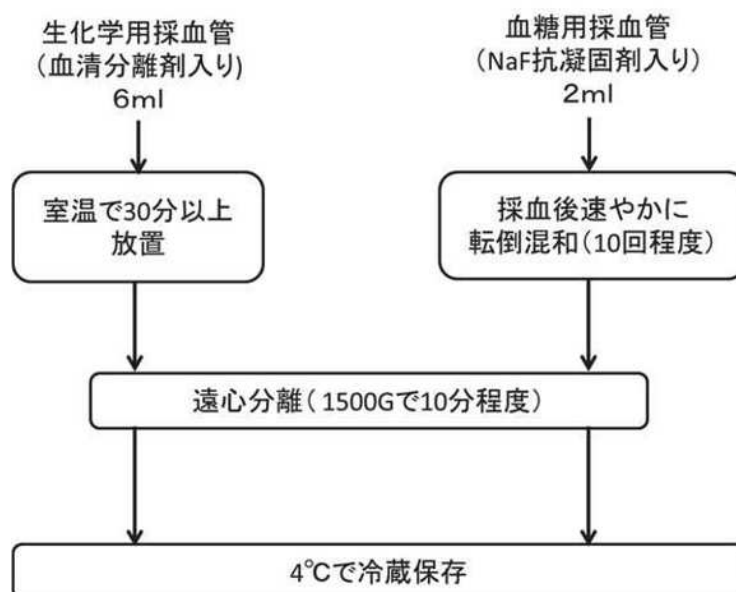 生化学用採血管
（血清分離剤入り)
6ml
血糖用採血管
（NaF抗凝固剤入り）
2ml
室温で30分以上
放置
採血後速やかに
転倒混和（10回程度）
遠心分離（1500Gで10分程度）
4℃で冷蔵保存